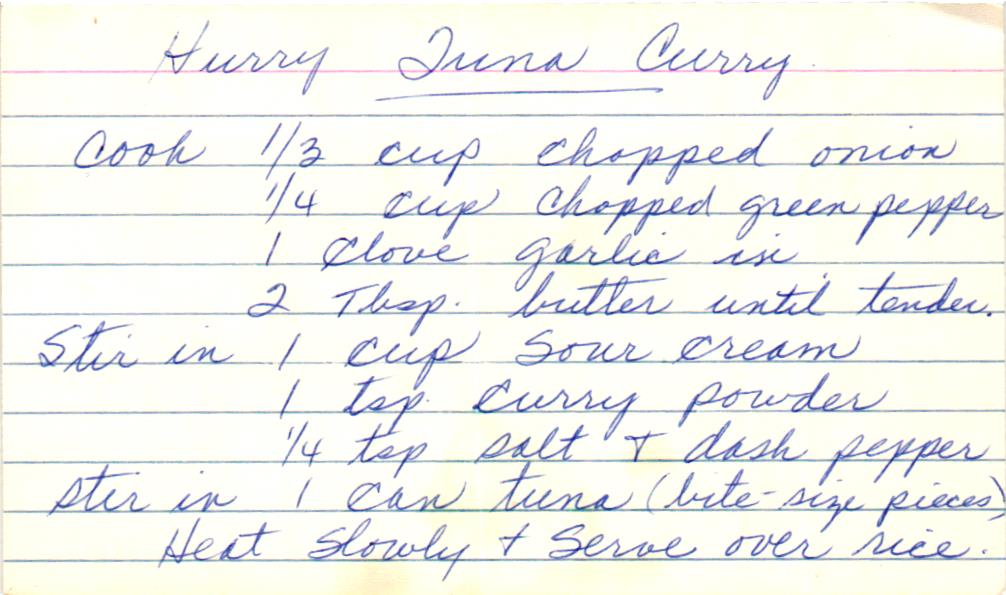 Hurry Tuna Curry
Cook 1/3 cup chopped onion
1/4 cup chopped green pepper
1 clove garlic in
2 Tbsp. butter until tender.
Stir in 1 cup sour cream
1 tsp. curry powder
1/4 tsp salt + dash pepper
stir in 1 can tuna (bite-size pieces)
Heat slowly + serve over rice.